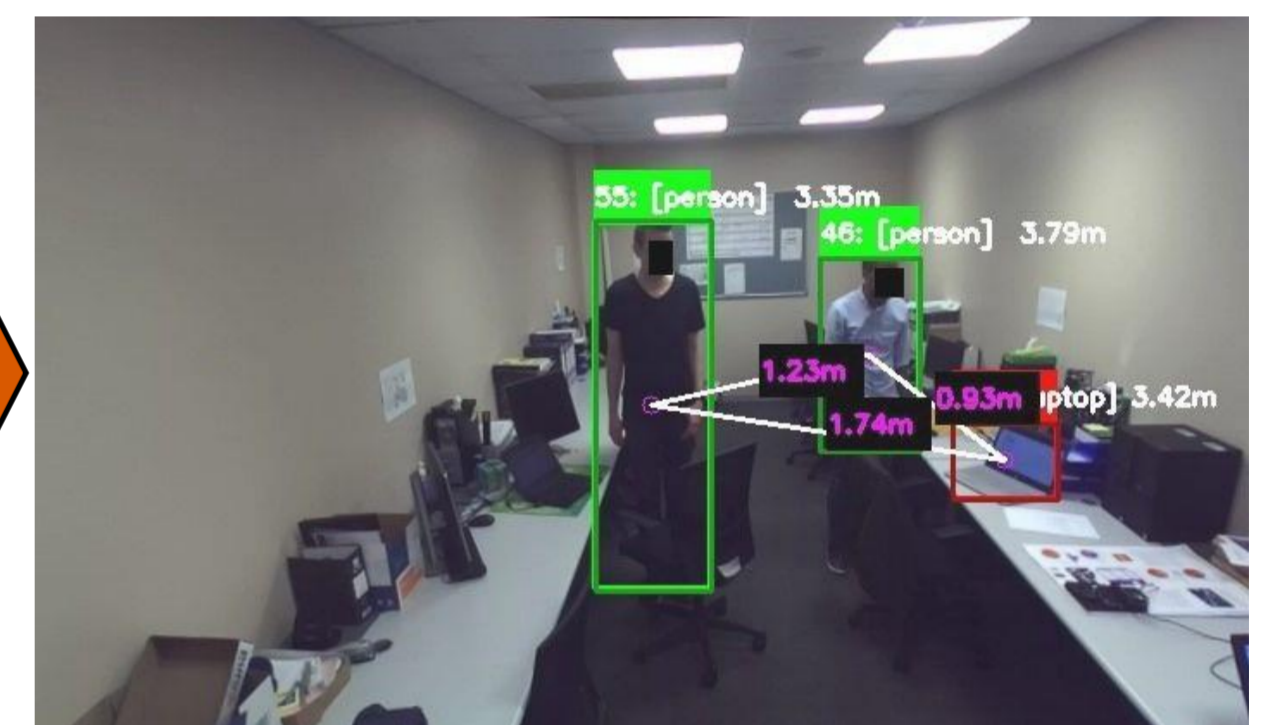 55: [person] 3.35m
46: [person] 3.79m
1.23m
0.93m
ptop] 3.42m
1.74m